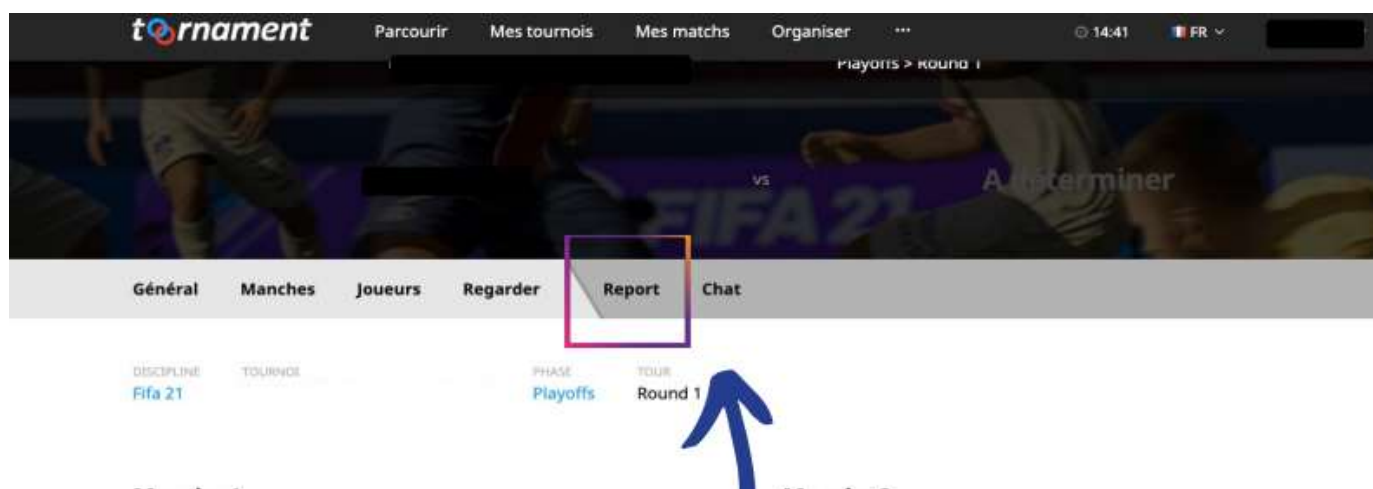 toornament Parcourir Mes tournois Mes matchs Organiser ... 14:41 FR
Playoffs > Round 1
vs A déterminer
FIFA 21
Général Manches Joueurs Regarder Report Chat
DISCIPLINE TOURNOI PHASE TOUR
Fifa 21 Playoffs Round 1